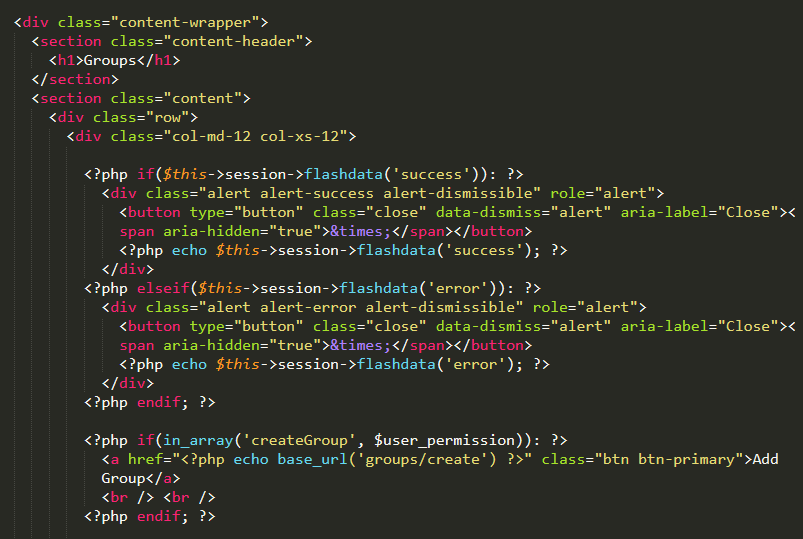 <div class="content-wrapper">
<section class="content-header">
<h1>Groups</h1>
</section>
<section class="content">
<div class="row">
<div class="col-md-12 col-xs-12">
<?php if($this->session->flashdata('success')): ?>
<div class="alert alert-success alert-dismissible" role="alert">
<button type="button" class="close" data-dismiss="alert" aria-label="Close"><
span aria-hidden="true">&times;</span></button>
<?php echo $this->session->flashdata('success'); ?>
</div>
<?php elseif($this->session->flashdata('error')): ?>
<div class="alert alert-error alert-dismissible" role="alert">
<button type="button" class="close" data-dismiss="alert" aria-label="Close"><
span aria-hidden="true">&times;</span></button>
<?php echo $this->session->flashdata('error'); ?>
</div>
<?php endif; ?>
<?php if(in_array('createGroup', $user_permission)): ?>
<a href="<?php echo base_url('groups/create') ?>" class="btn btn-primary">Add
Group</a>
<br /> <br />
<?php endif; ?>